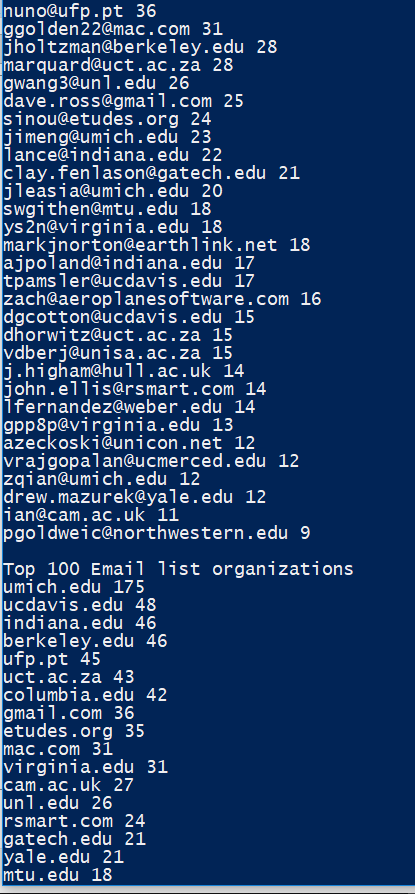 nuno@ufp.pt 36
ggolden22@mac.com 31
jholtzman@berkeley.edu 28
marquard@uct.ac.za 28
gwang3@unl.edu 26
dave.ross@gmail.com 25
sinou@etudes.org 24
jimeng@umich.edu 23
lance@indiana.edu 22
clay.fenlason@gatech.edu 21
jleasia@umich.edu 20
swgithen@mtu.edu 18
ys2n@virginia.edu 18
markjnorton@earthlink.net 18
ajpoland@indiana.edu 17
tpamsler@ucdavis.edu 17
zach@aeroplanesoftware.com 16
dgcotton@ucdavis.edu 15
dhorwitz@uct.ac.za 15
vdberj@unisa.ac.za 15
j.higham@hull.ac.uk 14
john.ellis@rsmart.com 14
lfernandez@weber.edu 14
gpp8p@virginia.edu 13
azeckoski@unicon.net 12
vrajgopalan@ucmerced.edu 12
zqian@umich.edu 12
drew.mazurek@yale.edu 12
ian@cam.ac.uk 11
pgoldweic@northwestern.edu 9
Top 100 Email list organizations
umich.edu 175
ucdavis.edu 48
indiana.edu 46
berkeley.edu 46
ufp.pt 45
uct.ac.za 43
columbia.edu 42
gmail.com 36
etudes.org 35
mac.com 31
virginia.edu 31
cam.ac.uk 27
unl.edu 26
rsmart.com 24
gatech.edu 21
yale.edu 21
mtu.edu 18